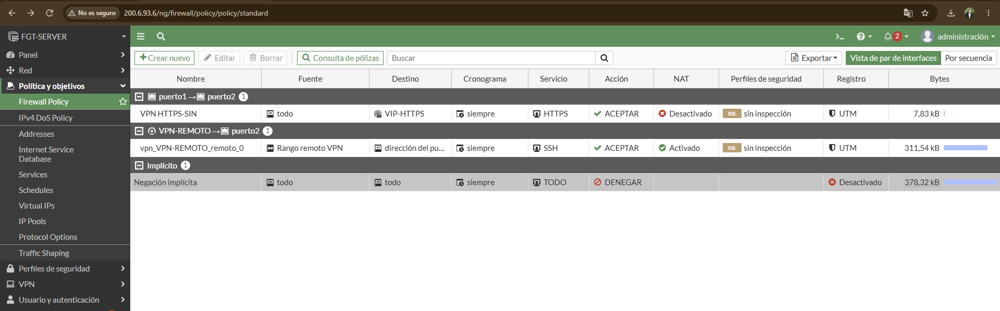 No es seguro 200.6.93.6/ng/firewall/policy/policy/standard
FGT-SERVER
2 administración
Panel
Red
Política y objetivos
Firewall Policy
IPv4 DoS Policy
Addresses
Internet Service
Database
Services
Schedules
Virtual IPs
IP Pools
Protocol Options
Traffic Shaping
Perfiles de seguridad
VPN
Usuario y autenticación
+Crear nuevo Editar Borrar Consulta de pólizas Buscar Exportar Vista de par de interfaces Por secuencia
Nombre Fuente Destino Cronograma Servicio Acción NAT Perfiles de seguridad Registro Bytes
puerto1 → puerto2 1
VPN HTTPS-SIN todo VIP-HTTPS siempre HTTPS ACEPTAR Desactivado SSL sin inspección UTM 7,83 kB
VPN-REMOTO → puerto2 1
vpn_VPN-REMOTO_remoto_0 Rango remoto VPN dirección del pu... siempre SSH ACEPTAR Activado SSL sin inspección UTM 311,54 kB
Implícito 1
Negación implícita todo todo siempre TODO DENEGAR Desactivado 378,32 kB